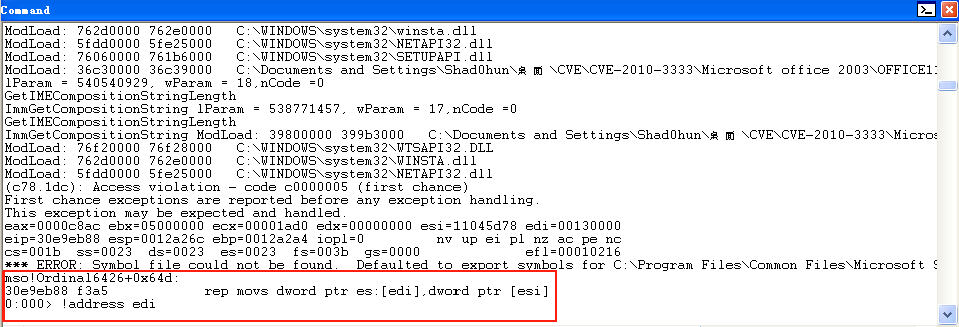 Command
ModLoad: 762d0000 762e0000   C:\WINDOWS\system32\winsta.dll
ModLoad: 5fdd0000 5fe25000   C:\WINDOWS\system32\NETAPI32.dll
ModLoad: 76060000 761b6000   C:\WINDOWS\system32\SETUPAPI.dll
ModLoad: 36c30000 36c39000   C:\Documents and Settings\Shad0hun\桌面\CVE\CVE-2010-3333\Microsoft office 2003\OFFICE11
lParam = 540540929, wParam = 18,nCode =0
GetIMECompositionStringLength
ImmGetCompositionString lParam = 538771457, wParam = 17,nCode =0
GetIMECompositionStringLength
ImmGetCompositionString ModLoad: 39800000 399b3000   C:\Documents and Settings\Shad0hun\桌面\CVE\CVE-2010-3333\Micros
ModLoad: 76f20000 76f28000   C:\WINDOWS\system32\WTSAPI32.DLL
ModLoad: 762d0000 762e0000   C:\WINDOWS\system32\WINSTA.dll
ModLoad: 5fdd0000 5fe25000   C:\WINDOWS\system32\NETAPI32.dll
(c78.1dc): Access violation - code c0000005 (first chance)
First chance exceptions are reported before any exception handling.
This exception may be expected and handled.
eax=0000c8ac ebx=05000000 ecx=00001ad0 edx=00000000 esi=11045d78 edi=00130000
eip=30e9eb88 esp=0012a26c ebp=0012a2a4 iopl=0         nv up ei pl nz ac pe nc
cs=001b  ss=0023  ds=0023  es=0023  fs=003b  gs=0000             efl=00010216
*** ERROR: Symbol file could not be found.  Defaulted to export symbols for C:\Program Files\Common Files\Microsoft S
mso!Ordinal6426+0x64d:
30e9eb88 f3a5            rep movs dword ptr es:[edi],dword ptr [esi]
0:000> !address edi